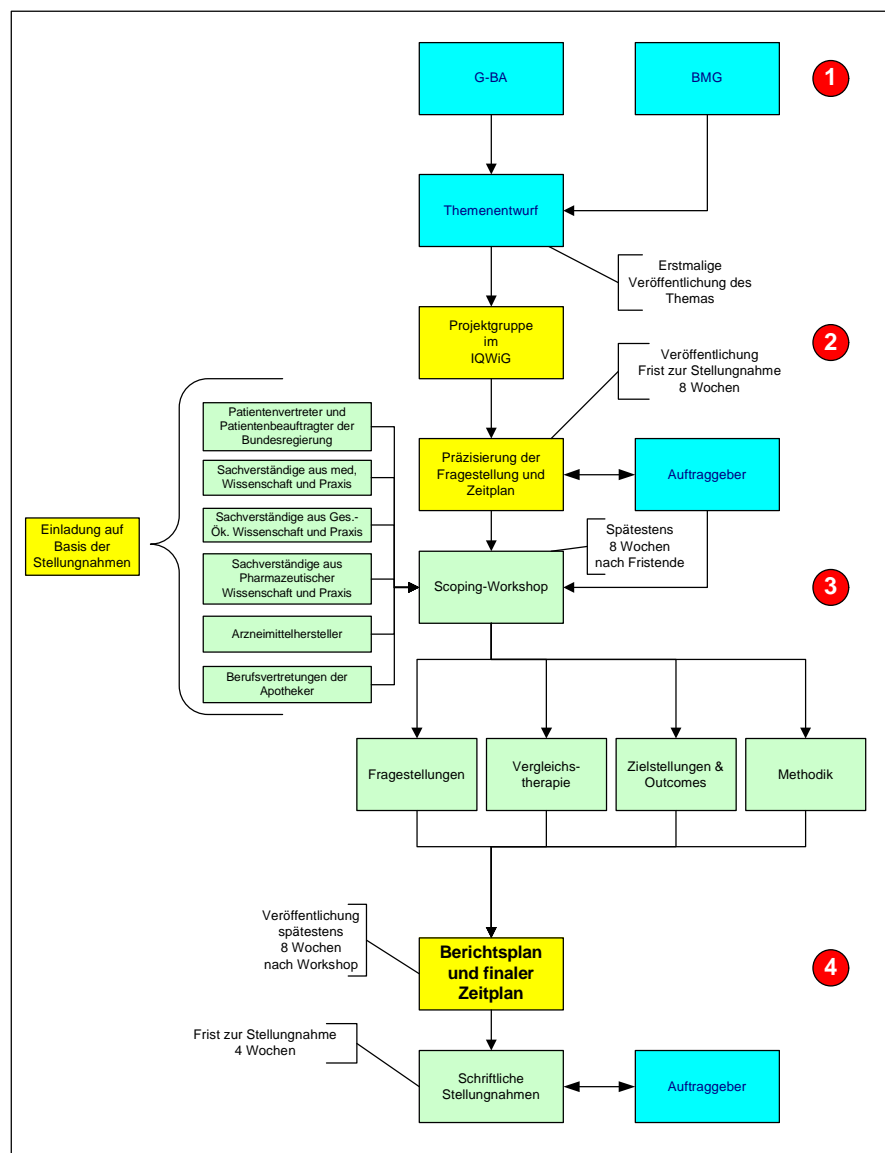 G-BA
BMG
1
Themenentwurf
Erstmalige
Veröffentlichung des
Themas
Projektgruppe
im
IQWiG
2
Veröffentlichung
Frist zur Stellungnahme
8 Wochen
Patientenvertreter und
Patientenbeauftragter der
Bundesregierung
Präzisierung der
Fragestellung und
Zeitplan
Auftraggeber
Sachverständige aus med,
Wissenschaft und Praxis
Einladung auf
Basis der
Stellungnahmen
Sachverständige aus Ges.-
Ök. Wissenschaft und Praxis
Spätestens
8 Wochen
nach Fristende
Sachverständige aus
Pharmazeutischer
Wissenschaft und Praxis
Scoping-Workshop
3
Arzneimittelhersteller
Berufsvertretungen der
Apotheker
Fragestellungen
Vergleichs-
therapie
Zielstellungen &
Outcomes
Methodik
Veröffentlichung
spätestens
8 Wochen
nach Workshop
Berichtsplan
und finaler
Zeitplan
4
Frist zur Stellungnahme
4 Wochen
Schriftliche
Stellungnahmen
Auftraggeber